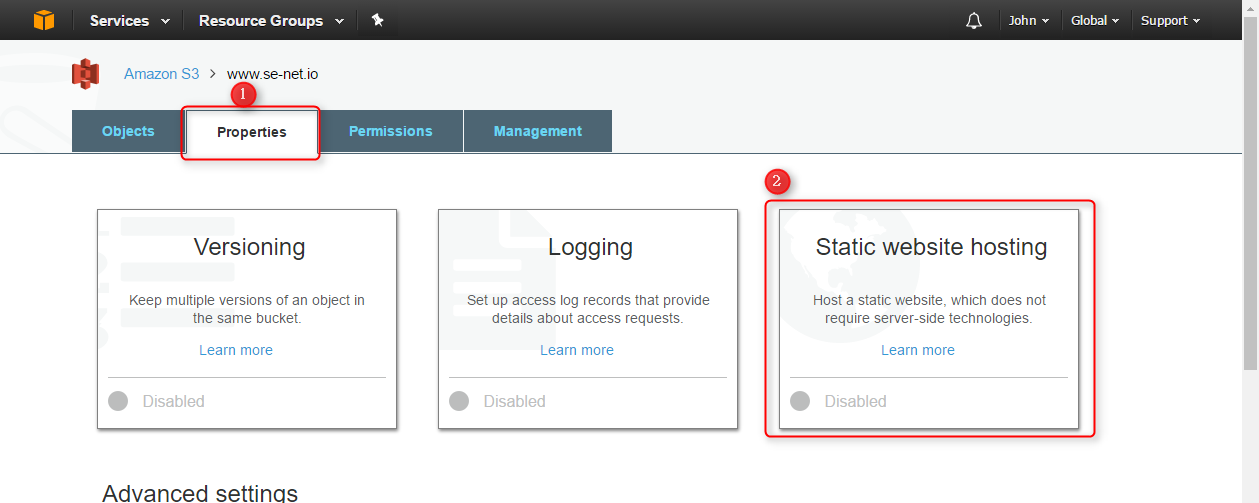 Services Resource Groups John Global Support
Amazon S3 > www.se-net.io
1
Objects Properties Permissions Management
2
Versioning
Keep multiple versions of an object in
the same bucket.
Learn more
Disabled
Logging
Set up access log records that provide
details about access requests.
Learn more
Disabled
Static website hosting
Host a static website, which does not
require server-side technologies.
Learn more
Disabled
Advanced settings